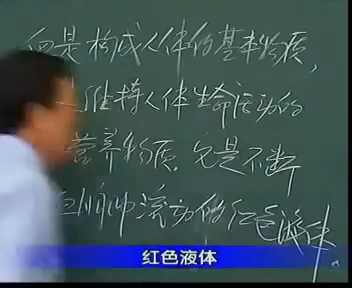 血是构成人体的基本物质,
维持人体生命活动的
营养物质。它是不断
血脉中流动的红色液体。
红色液体